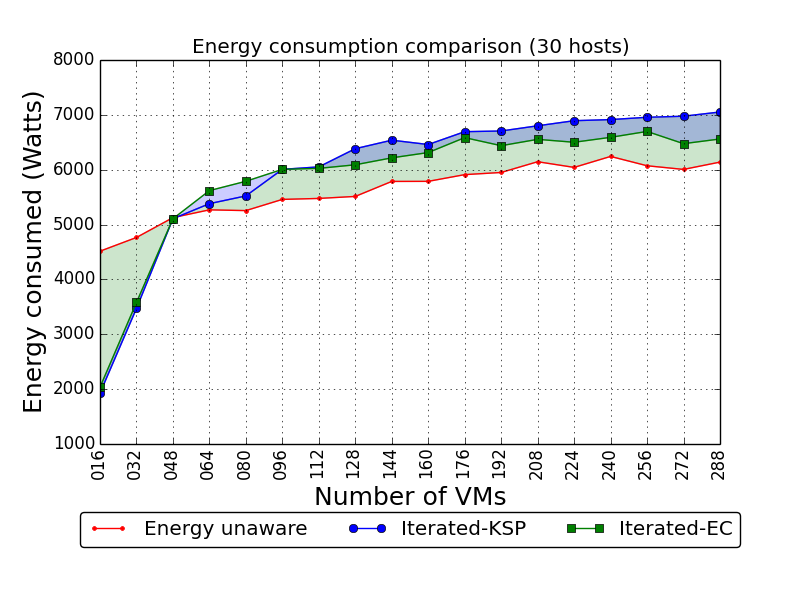 Energy consumption comparison (30 hosts)
Energy consumed (Watts)
8000
7000
6000
5000
4000
3000
2000
1000
016 032 048 064 080 096 112 128 144 160 176 192 208 224 240 256 272 288
Number of VMs
Energy unaware Iterated-KSP Iterated-EC